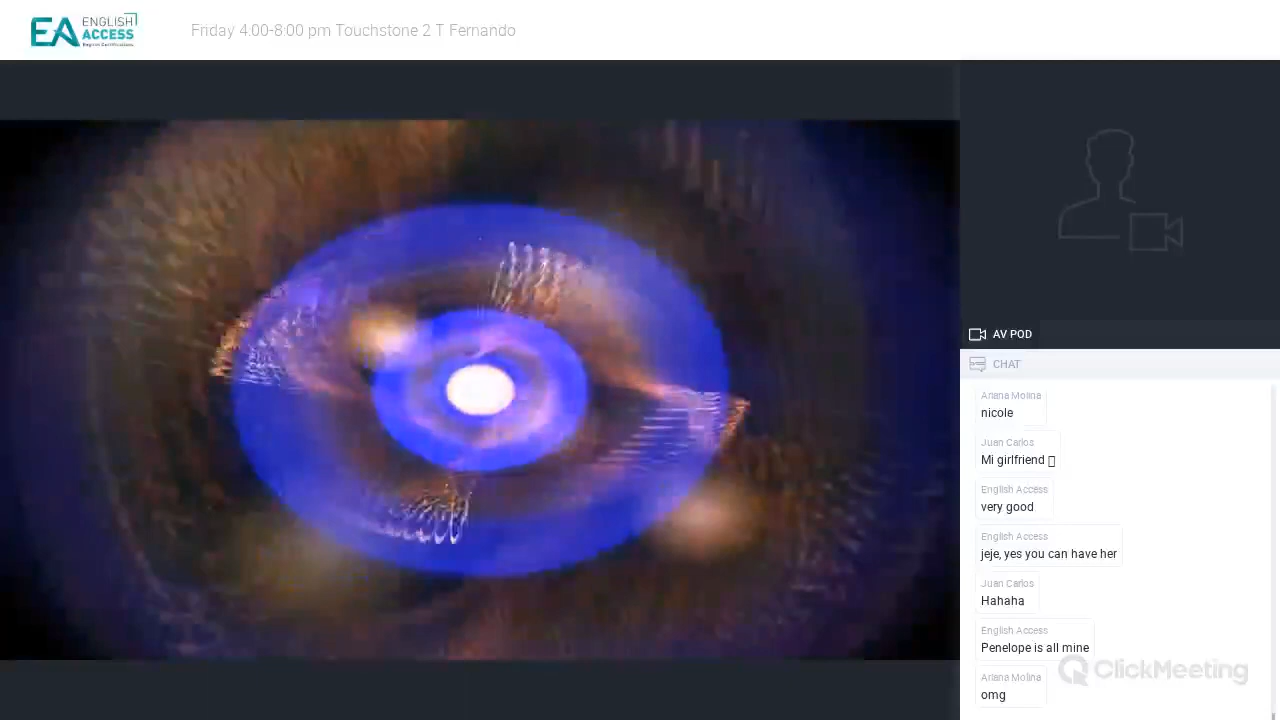 EA ENGLISH
ACCESS
English Certifications
Friday 4:00-8:00 pm Touchstone 2 T Fernando
AV POD
CHAT
Ariana Molina
nicole
Juan Carlos
Mi girlfriend
English Access
very good
English Access
jeje, yes you can have her
Juan Carlos
Hahaha
English Access
Penelope is all mine
ClickMeeting
Ariana Molina
omg